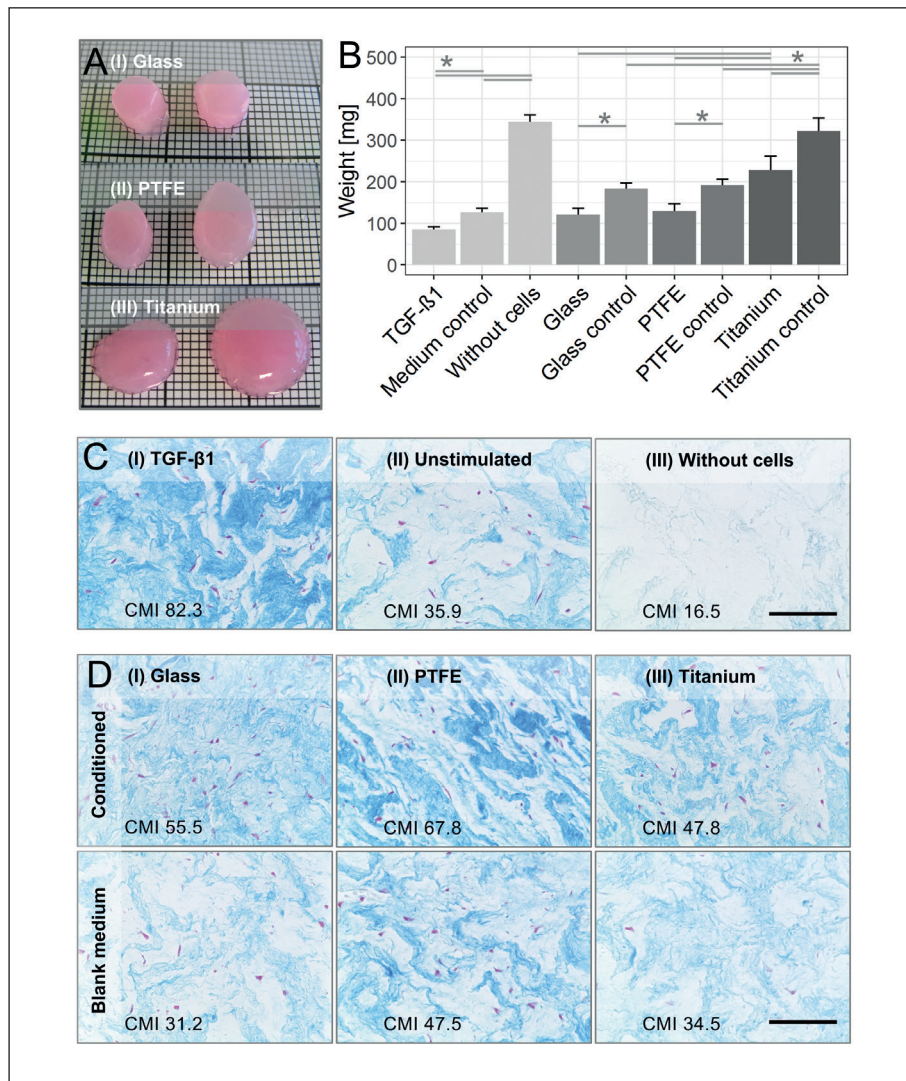 A
(I) Glass
(II) PTFE
(III) Titanium
B
Weight [mg]
500
400
300
200
100
0
*
*
*
*
TGF-ß1
Medium control
Without cells
Glass
Glass control
PTFE
PTFE control
Titanium
Titanium control
C
(I) TGF-β1
CMI 82.3
(II) Unstimulated
CMI 35.9
(III) Without cells
CMI 16.5
D
Conditioned
(I) Glass
CMI 55.5
(II) PTFE
CMI 67.8
(III) Titanium
CMI 47.8
Blank medium
CMI 31.2
CMI 47.5
CMI 34.5